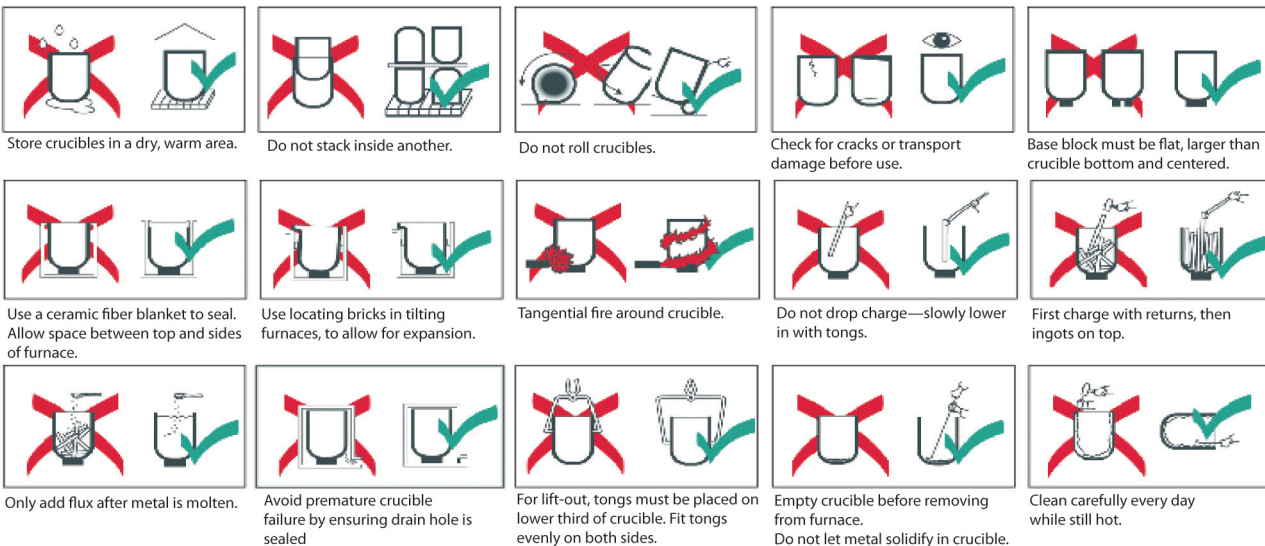 Store crucibles in a dry, warm area.
Do not stack inside another.
Do not roll crucibles.
Check for cracks or transport
damage before use.
Base block must be flat, larger than
crucible bottom and centered.
Use a ceramic fiber blanket to seal.
Allow space between top and sides
of furnace.
Use locating bricks in tilting
furnaces, to allow for expansion.
Tangential fire around crucible.
Do not drop charge—slowly lower
in with tongs.
First charge with returns, then
ingots on top.
Only add flux after metal is molten.
Avoid premature crucible
failure by ensuring drain hole is
sealed
For lift-out, tongs must be placed on
lower third of crucible. Fit tongs
evenly on both sides.
Empty crucible before removing
from furnace.
Do not let metal solidify in crucible.
Clean carefully every day
while still hot.